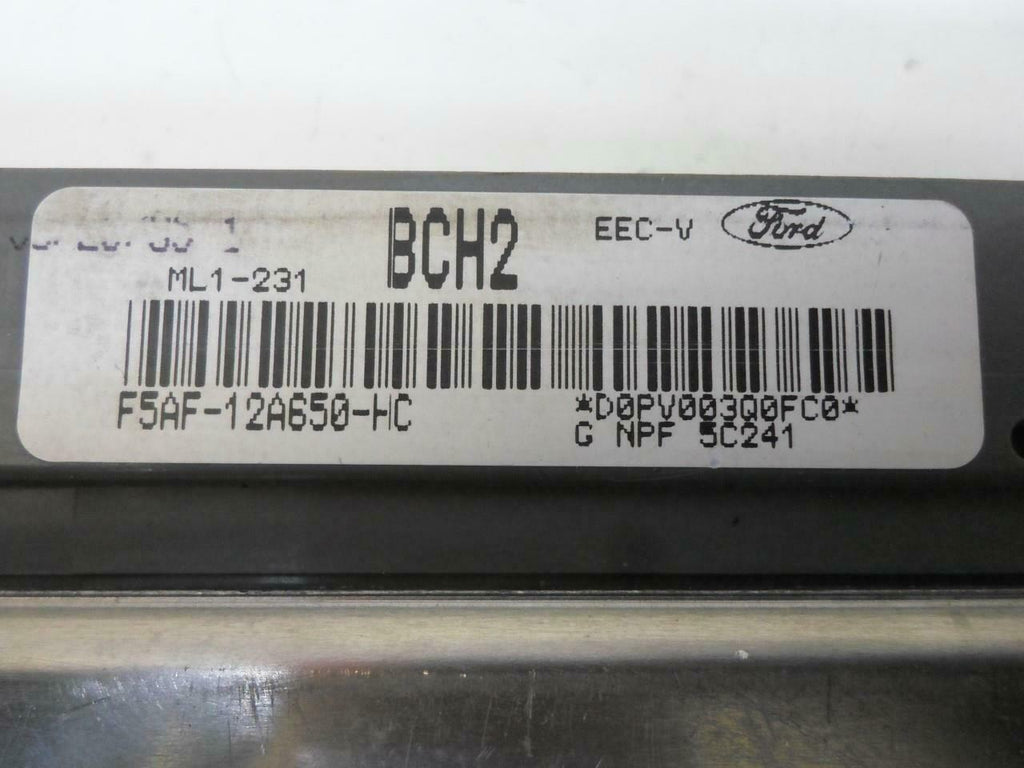 BCH2 EEC-V Ford
ML1-231
F5AF-12A650-HC *D0PV003Q0FC0*
G NPF 5C241